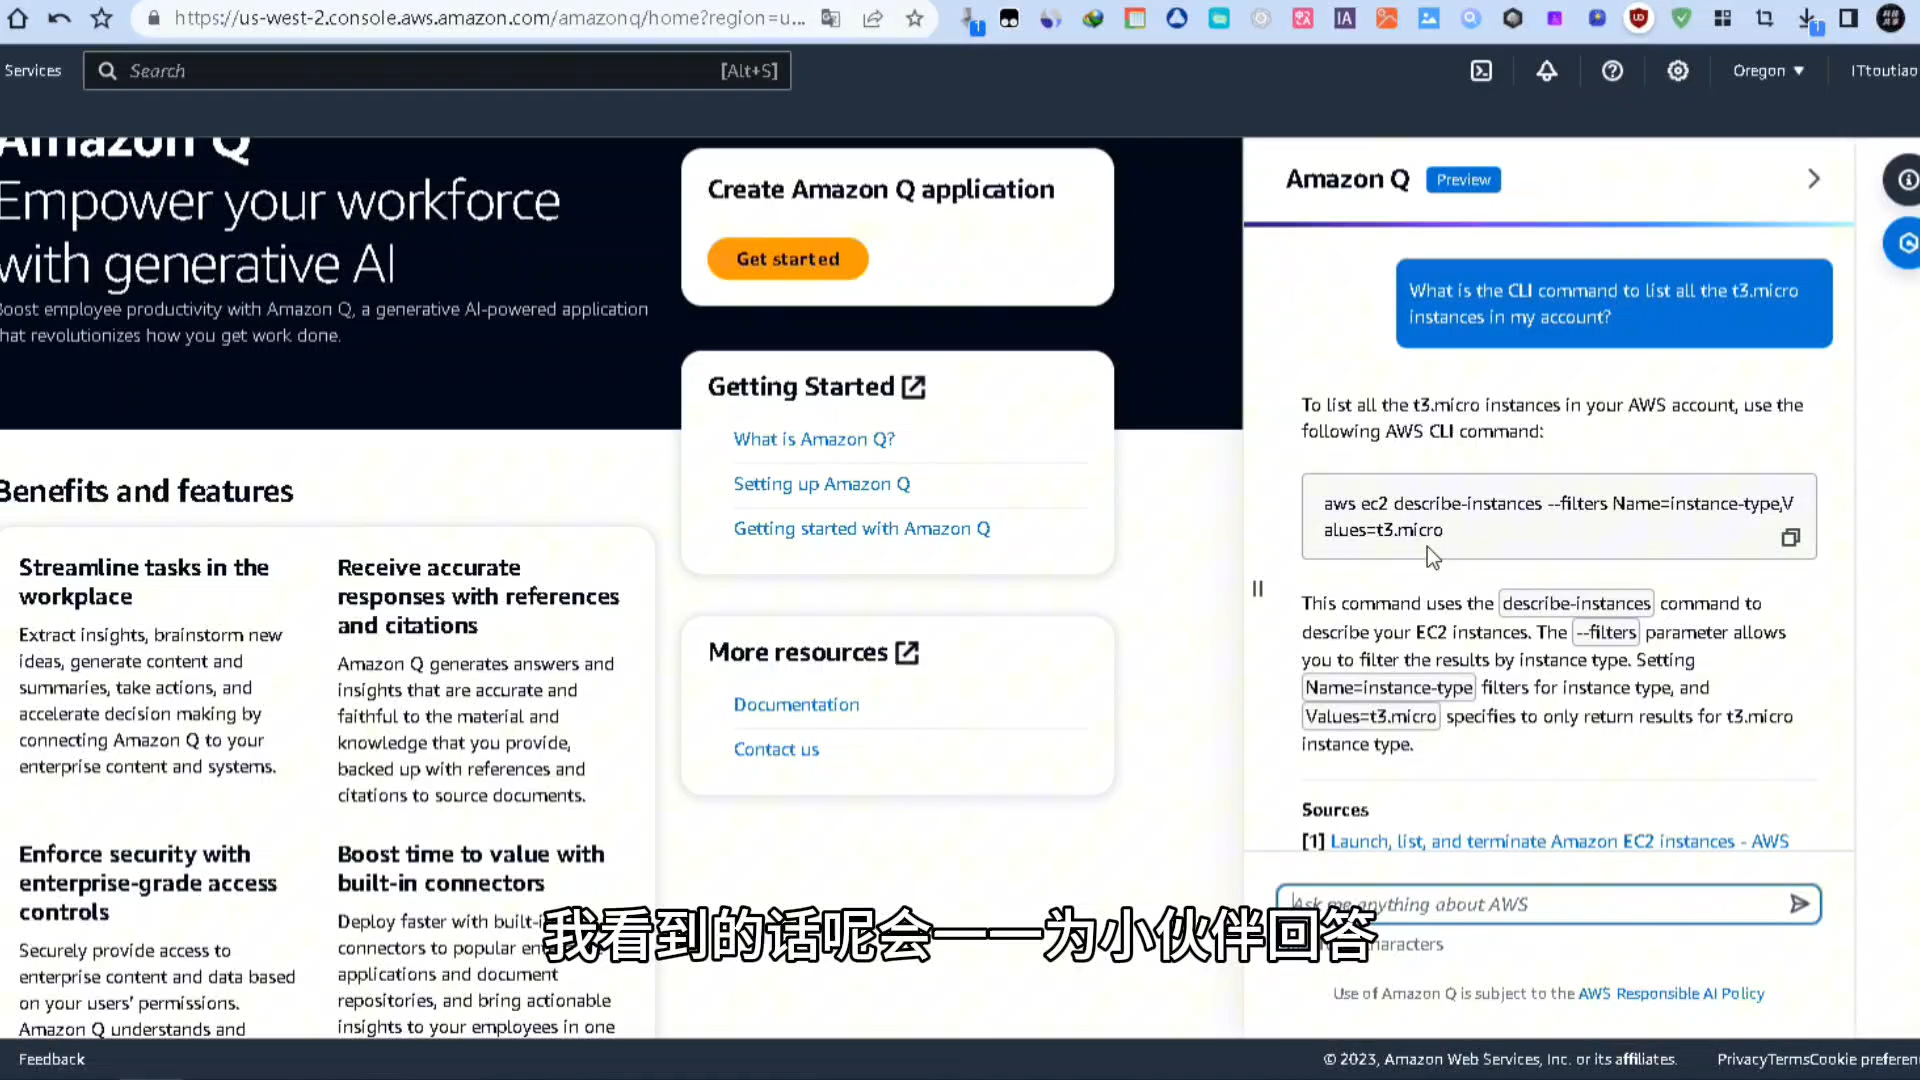 https://us-west-2.console.aws.amazon.com/amazonq/home?region=u...
Services
Search
[Alt+S]
Oregon
ITtoutiao
Amazon Q
Empower your workforce
with generative AI
Boost employee productivity with Amazon Q, a generative AI-powered application
that revolutionizes how you get work done.
Create Amazon Q application
Get started
Getting Started
What is Amazon Q?
Setting up Amazon Q
Getting started with Amazon Q
More resources
Documentation
Contact us
Benefits and features
Streamline tasks in the
workplace
Extract insights, brainstorm new
ideas, generate content and
summaries, take actions, and
accelerate decision making by
connecting Amazon Q to your
enterprise content and systems.
Receive accurate
responses with references
and citations
Amazon Q generates answers and
insights that are accurate and
faithful to the material and
knowledge that you provide,
backed up with references and
citations to source documents.
Enforce security with
enterprise-grade access
controls
Securely provide access to
enterprise content and data based
on your users' permissions.
Amazon Q understands and
Boost time to value with
built-in connectors
Deploy faster with built-i
connectors to popular en
applications and document
repositories, and bring actionable
insights to your employees in one
Amazon Q
Preview
What is the CLI command to list all the t3.micro
instances in my account?
To list all the t3.micro instances in your AWS account, use the
following AWS CLI command:
aws ec2 describe-instances --filters Name=instance-type,V
alues=t3.micro
This command uses the describe-instances command to
describe your EC2 instances. The --filters parameter allows
you to filter the results by instance type. Setting
Name=instance-type filters for instance type, and
Values=t3.micro specifies to only return results for t3.micro
instance type.
Sources
[1] Launch, list, and terminate Amazon EC2 instances - AWS
Ask me anything about AWS
characters
Use of Amazon Q is subject to the AWS Responsible AI Policy
我看到的话呢会一一为小伙伴回答
Feedback
© 2023, Amazon Web Services, Inc. or its affiliates.
Privacy
Terms
Cookie preferen